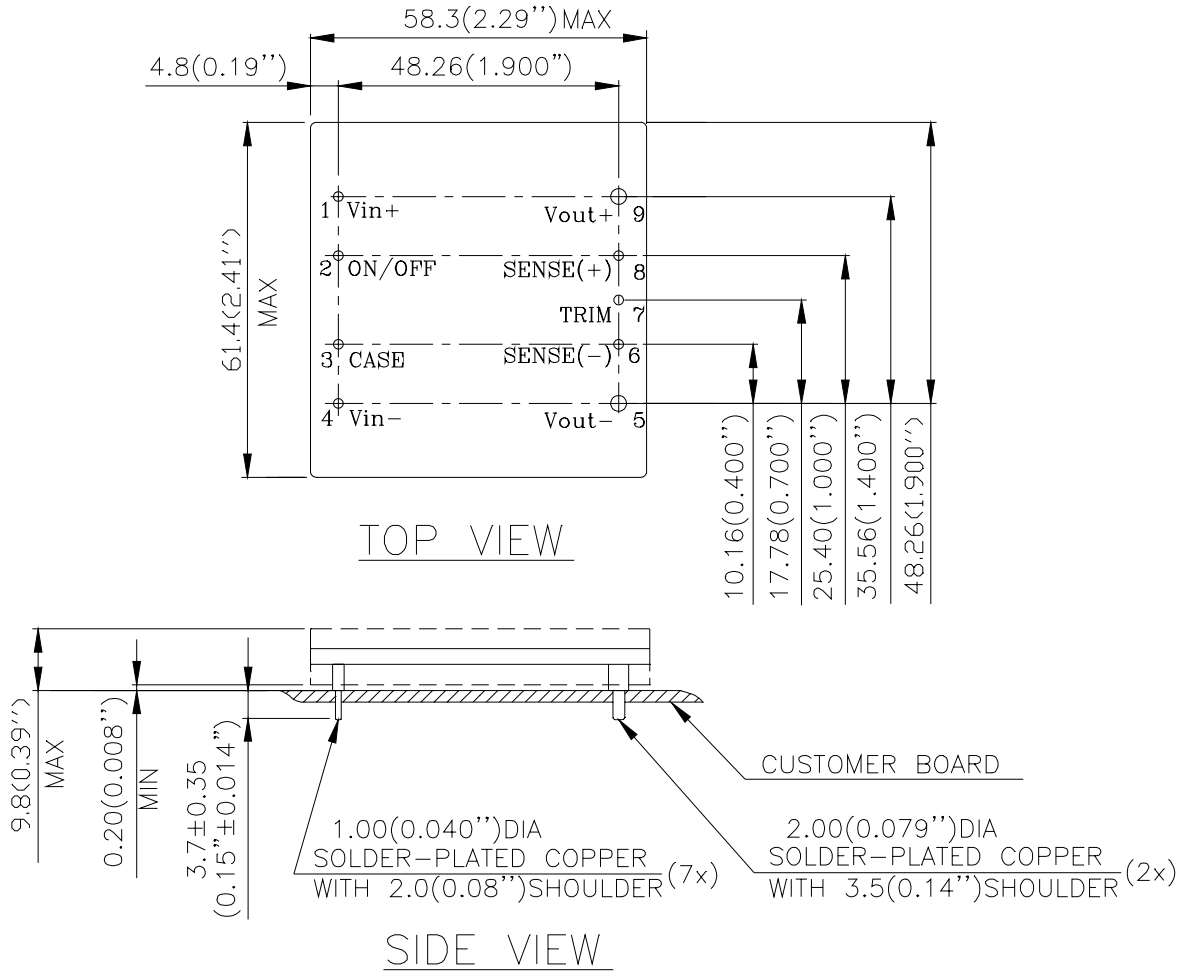 58.3(2.29'')MAX
4.8(0.19'')
48.26(1.900")
61.4(2.41'')
MAX
1 Vin+
Vout+ 9
2 ON/OFF
SENSE(+) 8
TRIM 7
3 CASE
SENSE(-) 6
4 Vin-
Vout- 5
10.16(0.400'')
17.78(0.700'')
25.40(1.000'')
35.56(1.400'')
48.26(1.900'')
TOP VIEW
9.8(0.39'')
MAX
0.20(0.008'')
MIN
3.7±0.35
(0.15"±0.014")
CUSTOMER BOARD
1.00(0.040'')DIA
SOLDER-PLATED COPPER
WITH 2.0(0.08'')SHOULDER (7x)
2.00(0.079'')DIA
SOLDER-PLATED COPPER
WITH 3.5(0.14'')SHOULDER (2x)
SIDE VIEW